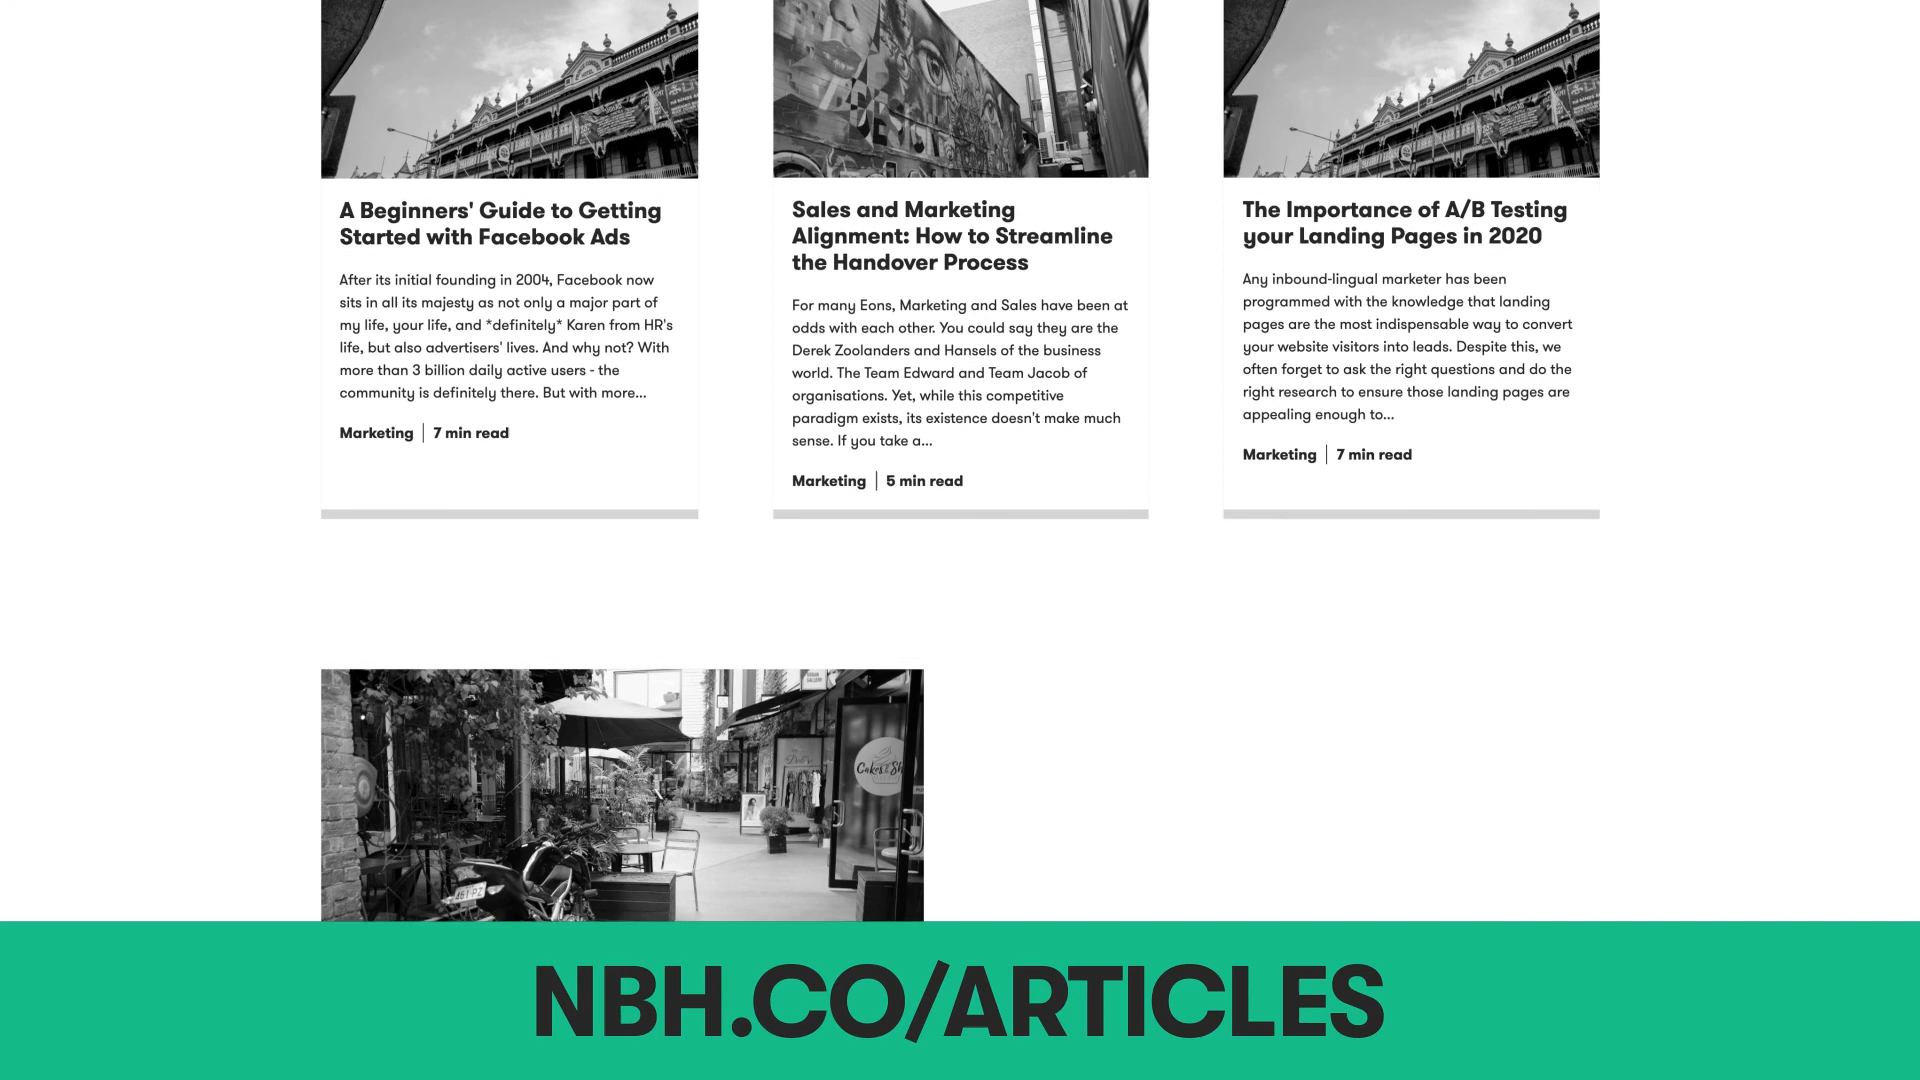 A Beginners' Guide to Getting
Started with Facebook Ads
After its initial founding in 2004, Facebook now
sits in all its majesty as not only a major part of
my life, your life, and *definitely* Karen from HR's
life, but also advertisers' lives. And why not? With
more than 3 billion daily active users - the
community is definitely there. But with more...
Marketing | 7 min read
Sales and Marketing
Alignment: How to Streamline
the Handover Process
For many Eons, Marketing and Sales have been at
odds with each other. You could say they are the
Derek Zoolanders and Hansels of the business
world. The Team Edward and Team Jacob of
organisations. Yet, while this competitive
paradigm exists, its existence doesn't make much
sense. If you take a...
Marketing | 5 min read
The Importance of A/B Testing
your Landing Pages in 2020
Any inbound-lingual marketer has been
programmed with the knowledge that landing
pages are the most indispensable way to convert
your website visitors into leads. Despite this, we
often forget to ask the right questions and do the
right research to ensure those landing pages are
appealing enough to...
Marketing | 7 min read
Cakes & Sh
NBH.CO/ARTICLES